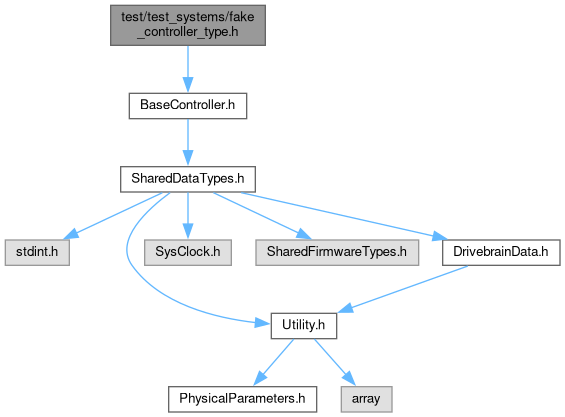 test/test_systems/fake
_controller_type.h
BaseController.h
SharedDataTypes.h
stdint.h
SysClock.h
SharedFirmwareTypes.h
DrivebrainData.h
Utility.h
PhysicalParameters.h
array